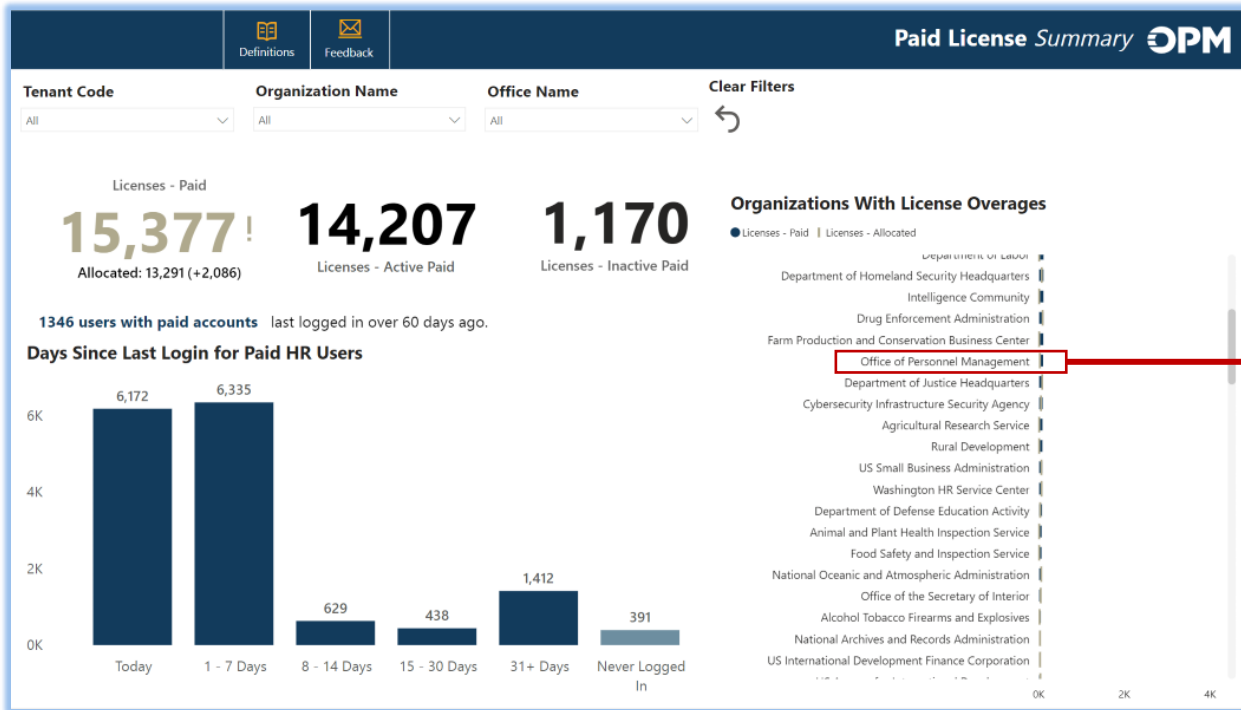 Definitions
Feedback
Paid License Summary OPM
Tenant Code
Organization Name
Office Name
Clear Filters
All
All
All
Licenses - Paid
15,377!
Allocated: 13,291 (+2,086)
14,207
Licenses - Active Paid
1,170
Licenses - Inactive Paid
1346 users with paid accounts last logged in over 60 days ago.
Days Since Last Login for Paid HR Users
6K
4K
2K
0K
6,172
6,335
629
438
1,412
391
Today
1 - 7 Days
8 - 14 Days
15 - 30 Days
31+ Days
Never Logged
In
Organizations With License Overages
Licenses - Paid
Licenses - Allocated
Department of Labor
Department of Homeland Security Headquarters
Intelligence Community
Drug Enforcement Administration
Farm Production and Conservation Business Center
Office of Personnel Management
Department of Justice Headquarters
Cybersecurity Infrastructure Security Agency
Agricultural Research Service
Rural Development
US Small Business Administration
Washington HR Service Center
Department of Defense Education Activity
Animal and Plant Health Inspection Service
Food Safety and Inspection Service
National Oceanic and Atmospheric Administration
Office of the Secretary of Interior
Alcohol Tobacco Firearms and Explosives
National Archives and Records Administration
US International Development Finance Corporation
0K
2K
4K